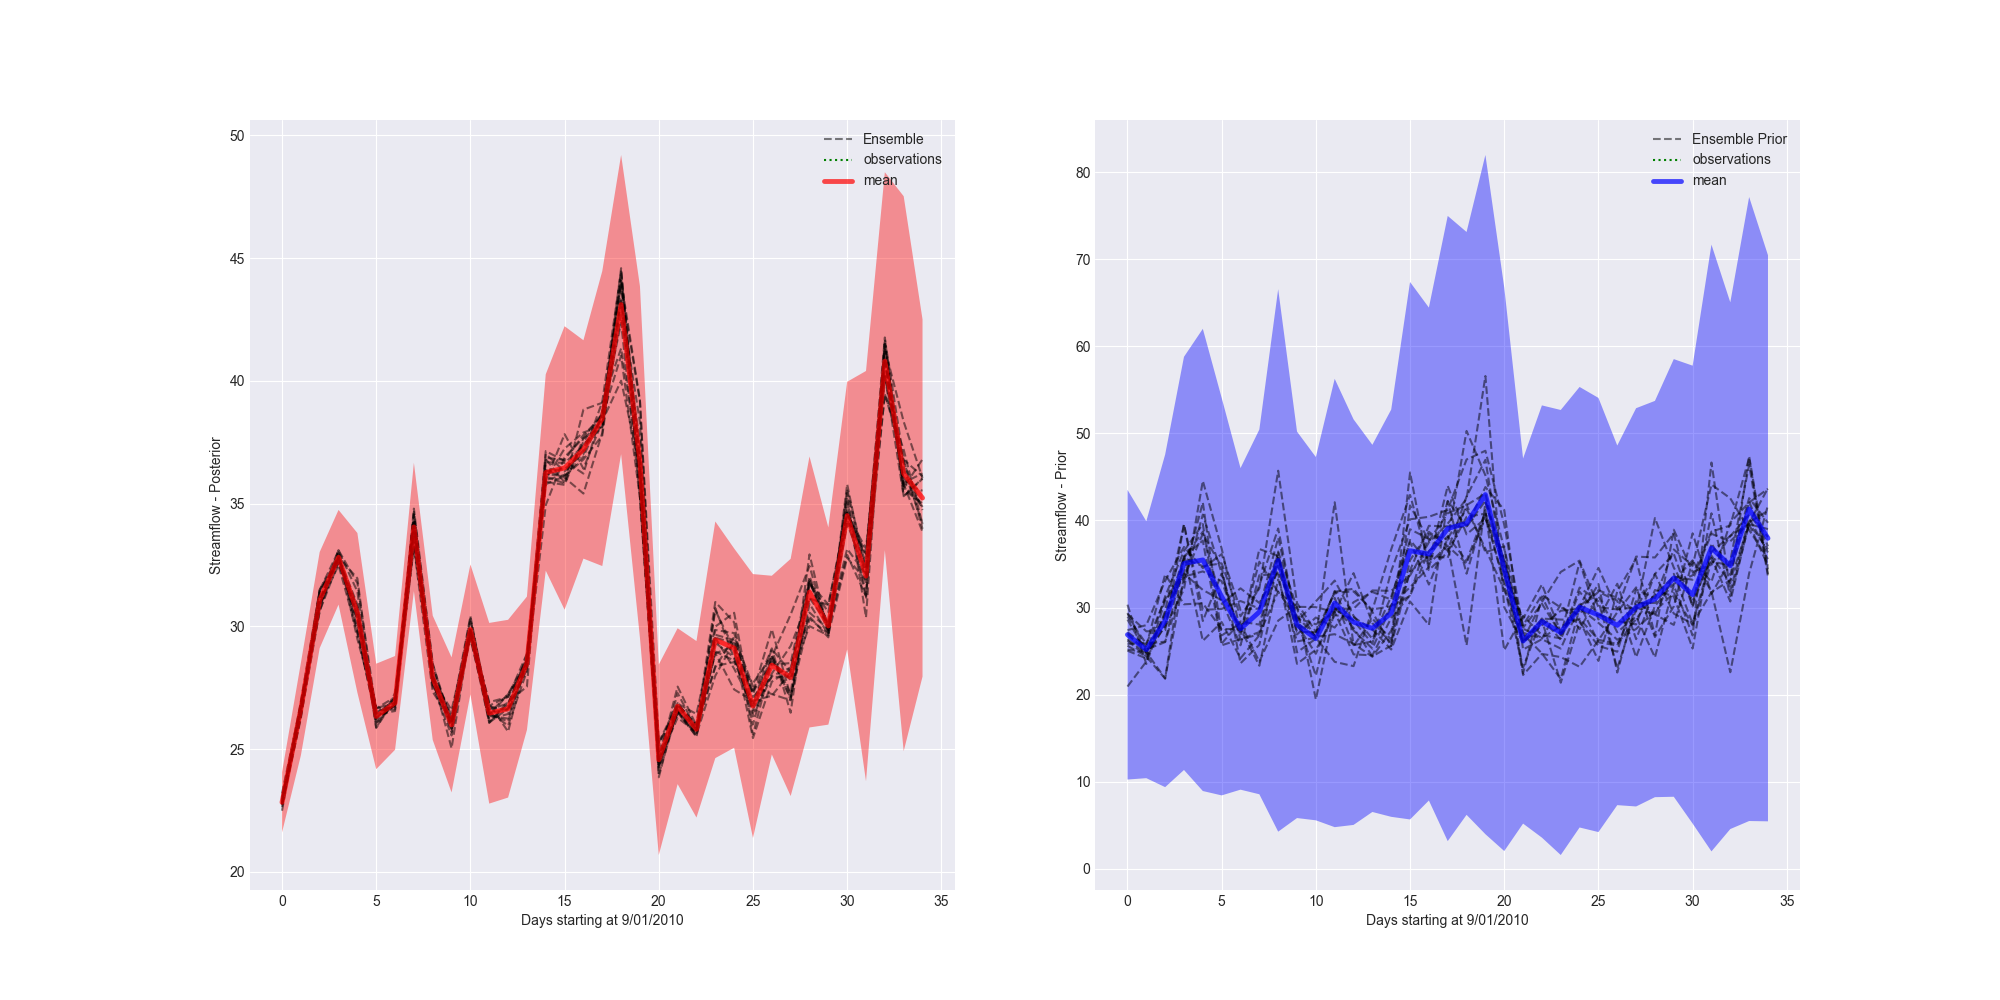 50
45
40
35
30
25
20
Streamflow - Posterior
Ensemble
observations
mean
0 5 10 15 20 25 30 35
Days starting at 9/01/2010
80
70
60
50
40
30
20
10
0
Streamflow - Prior
Ensemble Prior
observations
mean
0 5 10 15 20 25 30 35
Days starting at 9/01/2010